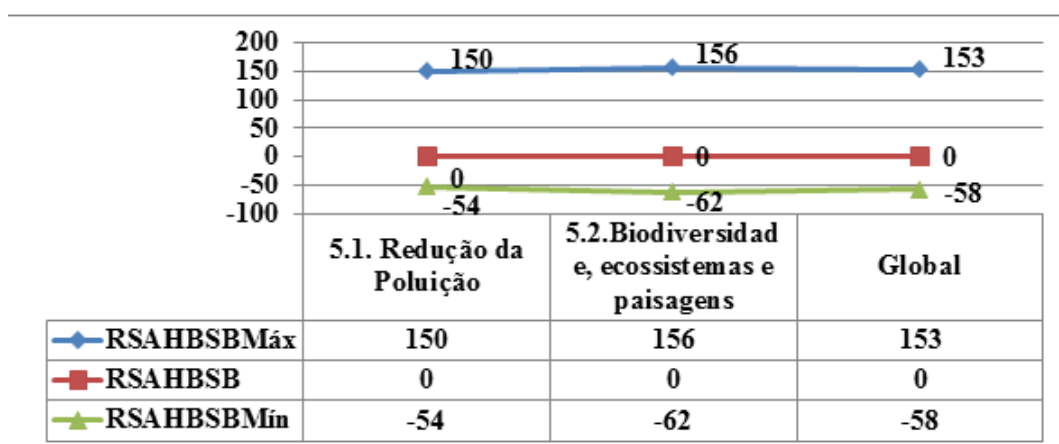 200
150
100
50
0
-50
-100
150
156
153
0
0
0
-54
-62
-58
5.1. Redução da
Poluição
5.2.Biodiversidad
e, ecossistemas e
paisagens
Global
RSAHBSBMáx 150 156 153
RSAHBSB 0 0 0
RSAHBSBMín -54 -62 -58